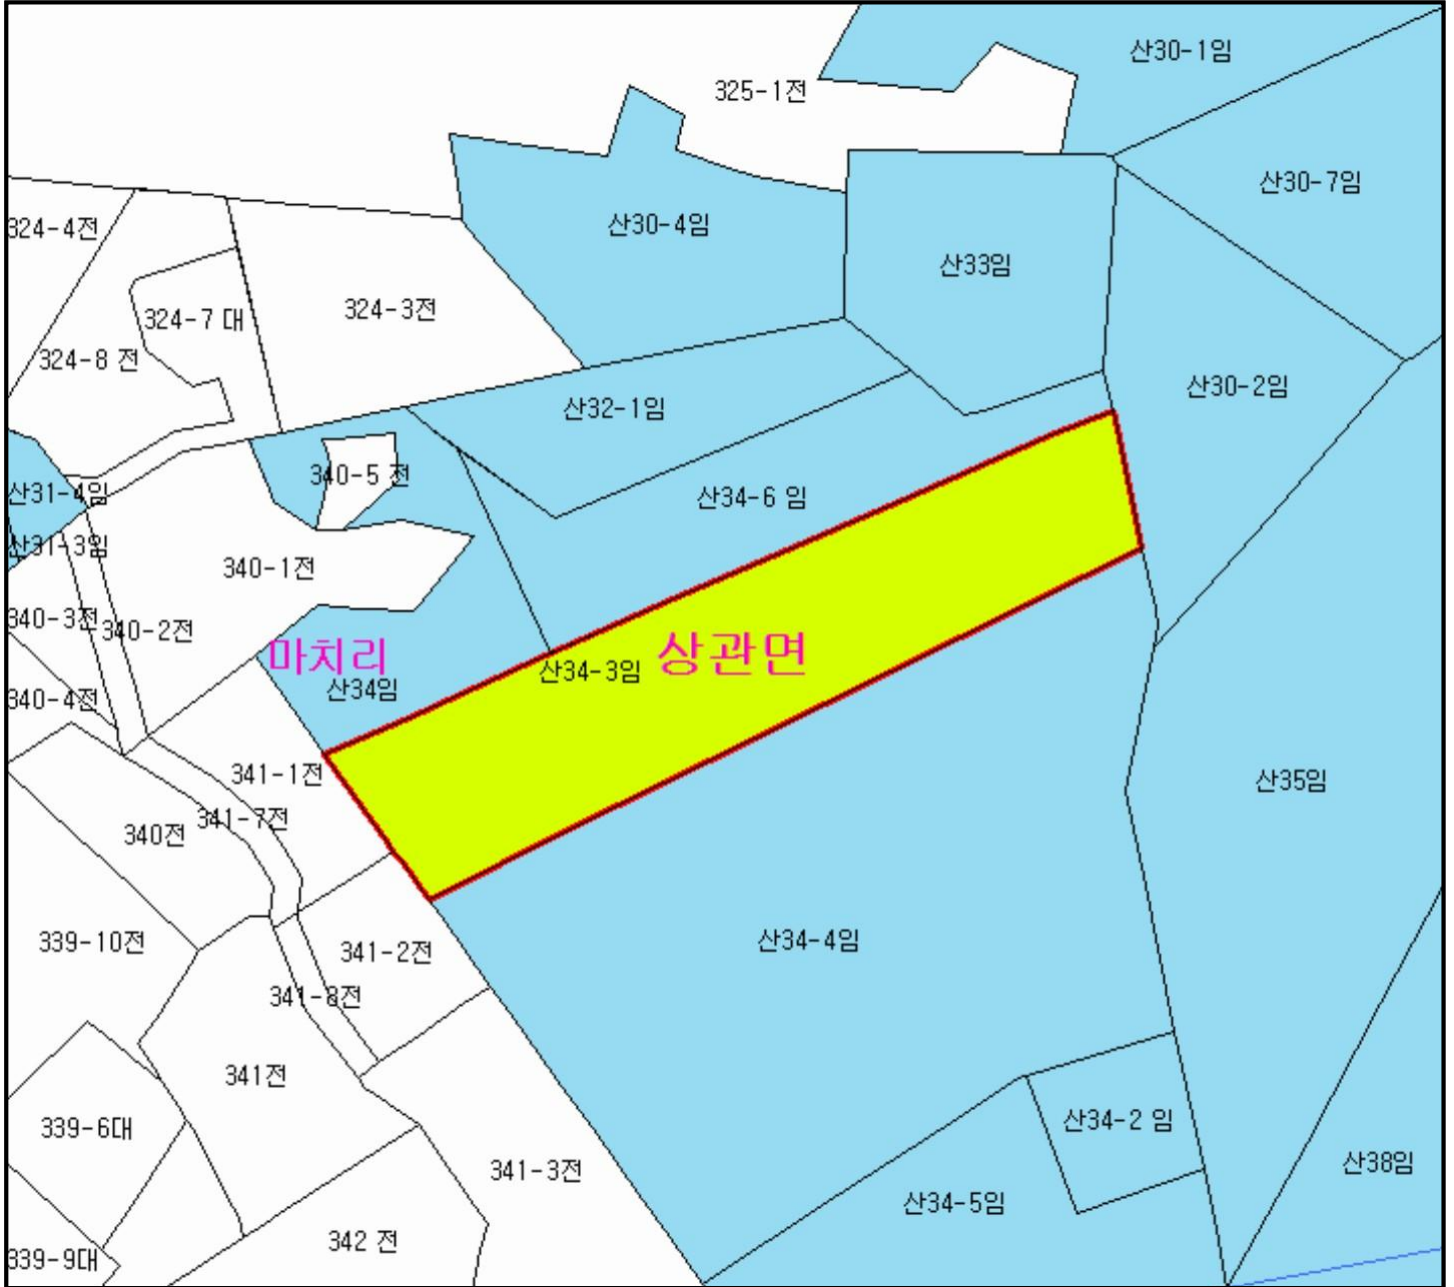 산30-1임
325-1전
산30-7임
324-4전
산30-4임
산33임
324-7 대
324-3전
324-8 전
산30-2임
산32-1임
340-5 전
산31-4임
산34-6 임
산31-3임
340-1전
340-3전
340-2전
마치리
상관면
산34-3임
산34임
340-4전
341-1전
산35임
341-7전
340전
339-10전
341-2전
산34-4임
341-8전
341전
339-6대
산34-2 임
341-3전
산38임
산34-5임
342 전
339-9대